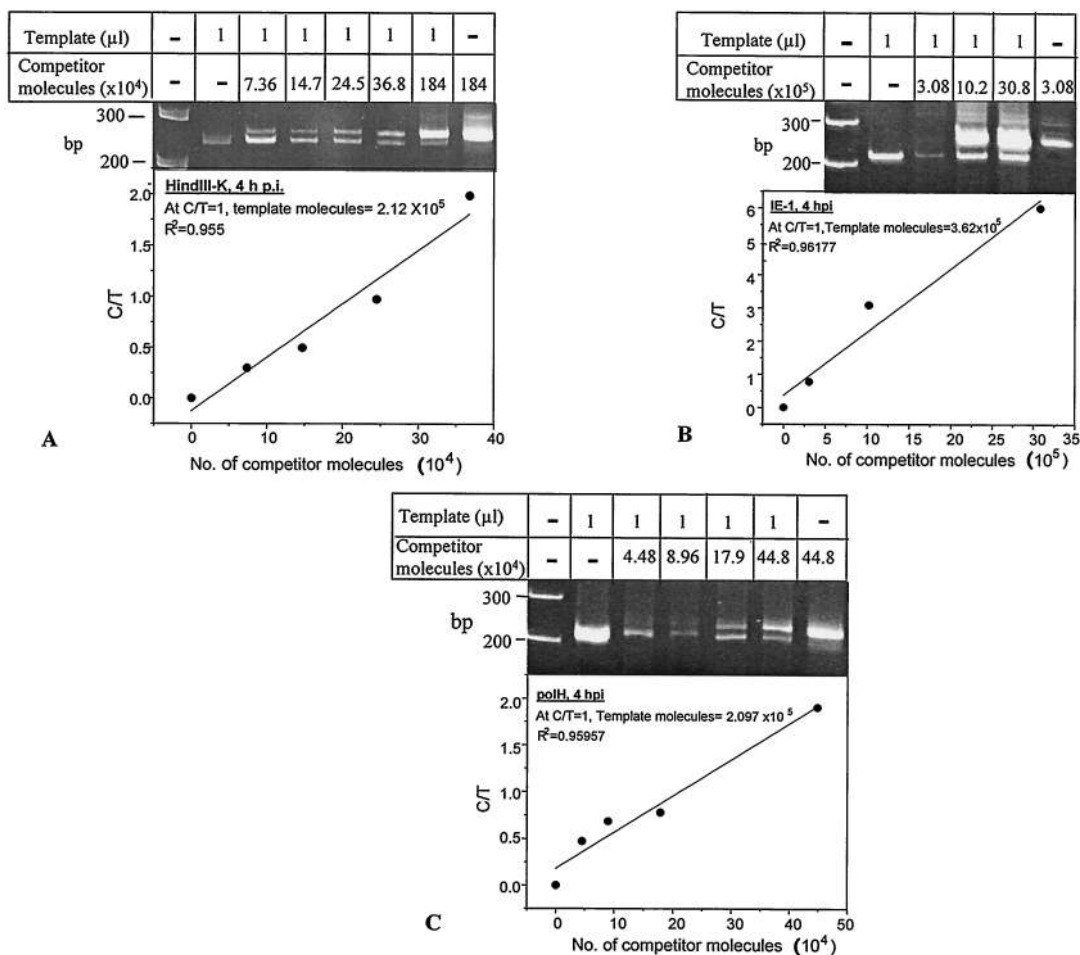 Template (µl) - 1 1 1 1 1 1 -
Competitor molecules (x10⁴) - - 7.36 14.7 24.5 36.8 184 184
300
bp
200
HindIII-K, 4 h p.i.
At C/T=1, template molecules= 2.12 X10⁵
R²=0.955
C/T
2.0
1.5
1.0
0.5
0.0
0 10 20 30 40
No. of competitor molecules (10⁴)
A
Template (µl) - 1 1 1 1 -
Competitor molecules (x10⁵) - - 3.08 10.2 30.8 3.08
300
bp
200
IE-1, 4 hpi
At C/T=1,Template molecules=3.62x10⁵
R²=0.96177
C/T
6
5
4
3
2
1
0
0 5 10 15 20 25 30 35
No. of competitor molecules (10⁵)
B
Template (µl) - 1 1 1 1 1 -
Competitor molecules (x10⁴) - - 4.48 8.96 17.9 44.8 44.8
300
bp
200
polH, 4 hpi
At C/T=1, Template molecules= 2.097 x10⁵
R²=0.95957
C/T
2.0
1.5
1.0
0.5
0.0
0 10 20 30 40 50
No. of competitor molecules (10⁴)
C